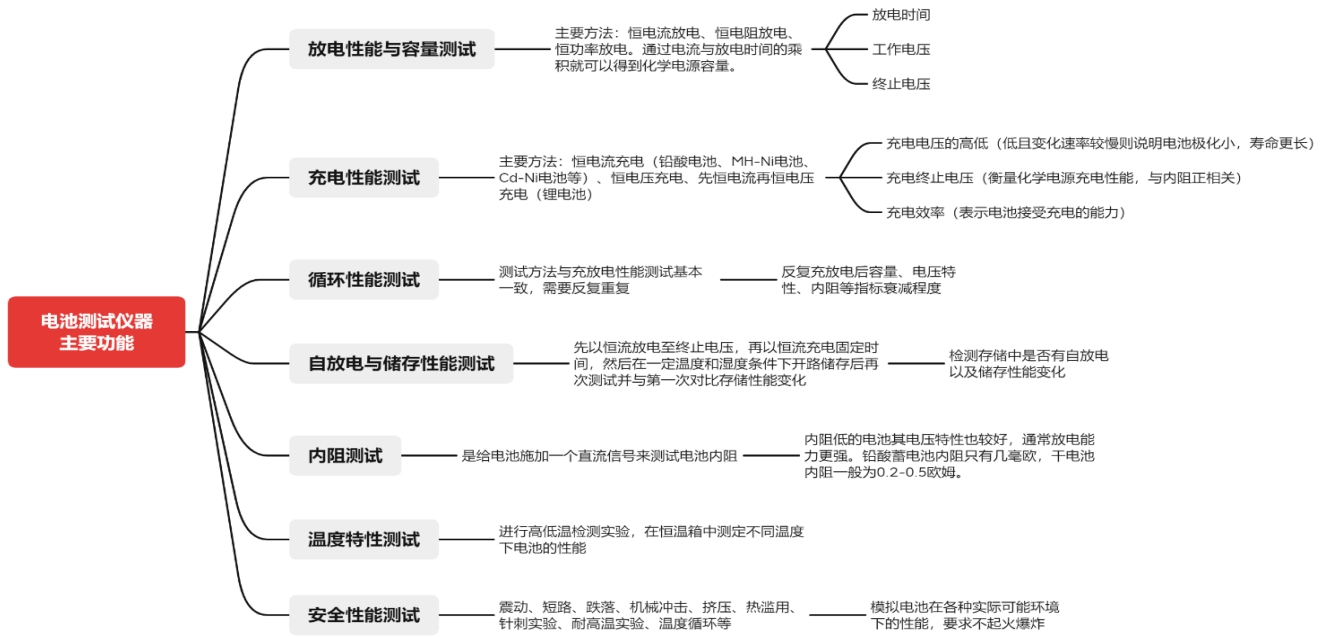 电池测试仪器
主要功能
放电性能与容量测试
主要方法：恒电流放电、恒电阻放电、
恒功率放电。通过电流与放电时间的乘
积就可以得到化学电源容量。
放电时间
工作电压
终止电压
充电性能测试
主要方法：恒电流充电（铅酸电池、MH-Ni电池、
Cd-Ni电池等）、恒电压充电、先恒电流再恒电压
充电（锂电池）
充电电压的高低（低且变化速率较慢则说明电池极化小，寿命更长）
充电终止电压（衡量化学电源充电性能，与内阻正相关）
充电效率（表示电池接受充电的能力）
循环性能测试
测试方法与充放电性能测试基本
一致，需要反复重复
反复充放电后容量、电压特
性、内阻等指标衰减程度
自放电与储存性能测试
先以恒流放电至终止电压，再以恒流充电固定时
间，然后在一定温度和湿度条件下开路储存后再
次测试并与第一次对比存储性能变化
检测存储中是否有自放电
以及储存性能变化
内阻测试
是给电池施加一个直流信号来测试电池内阻
内阻低的电池其电压特性也较好，通常放电能
力更强。铅酸蓄电池内阻只有几毫欧，干电池
内阻一般为0.2-0.5欧姆。
温度特性测试
进行高低温检测实验，在恒温箱中测定不同温度
下电池的性能
安全性能测试
震动、短路、跌落、机械冲击、挤压、热滥用、
针刺实验、耐高温实验、温度循环等
模拟电池在各种实际可能环境
下的性能，要求不起火爆炸